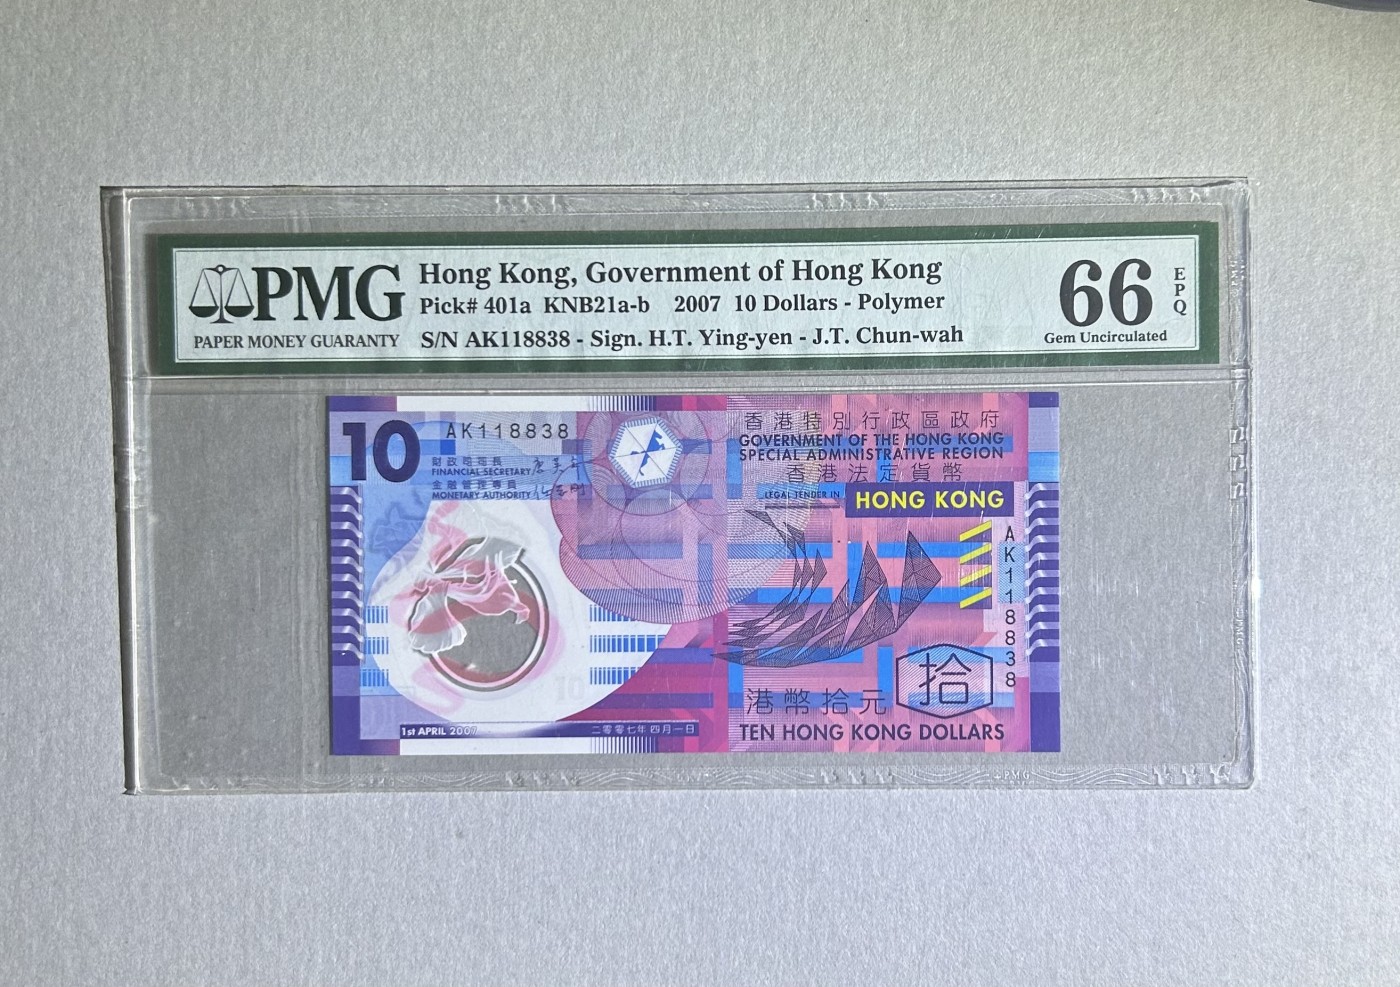 PMG
PAPER MONEY GUARANTY
Hong Kong, Government of Hong Kong
Pick# 401a KNB21a-b 2007 10 Dollars - Polymer
S/N AK118838 - Sign. H.T. Ying-yen - J.T. Chun-wah
66
EPQ
Gem Uncirculated
10
AK118838
財政司司長
FINANCIAL SECRETARY
金融管理專員
MONETARY AUTHORITY
香港特別行政區政府
GOVERNMENT OF THE HONG KONG
SPECIAL ADMINISTRATIVE REGION
香港法定貨幣
LEGAL TENDER IN
HONG KONG
AK118838
拾
港幣拾元
TEN HONG KONG DOLLARS
1st APRIL 2007
二零零七年四月一日
PMG